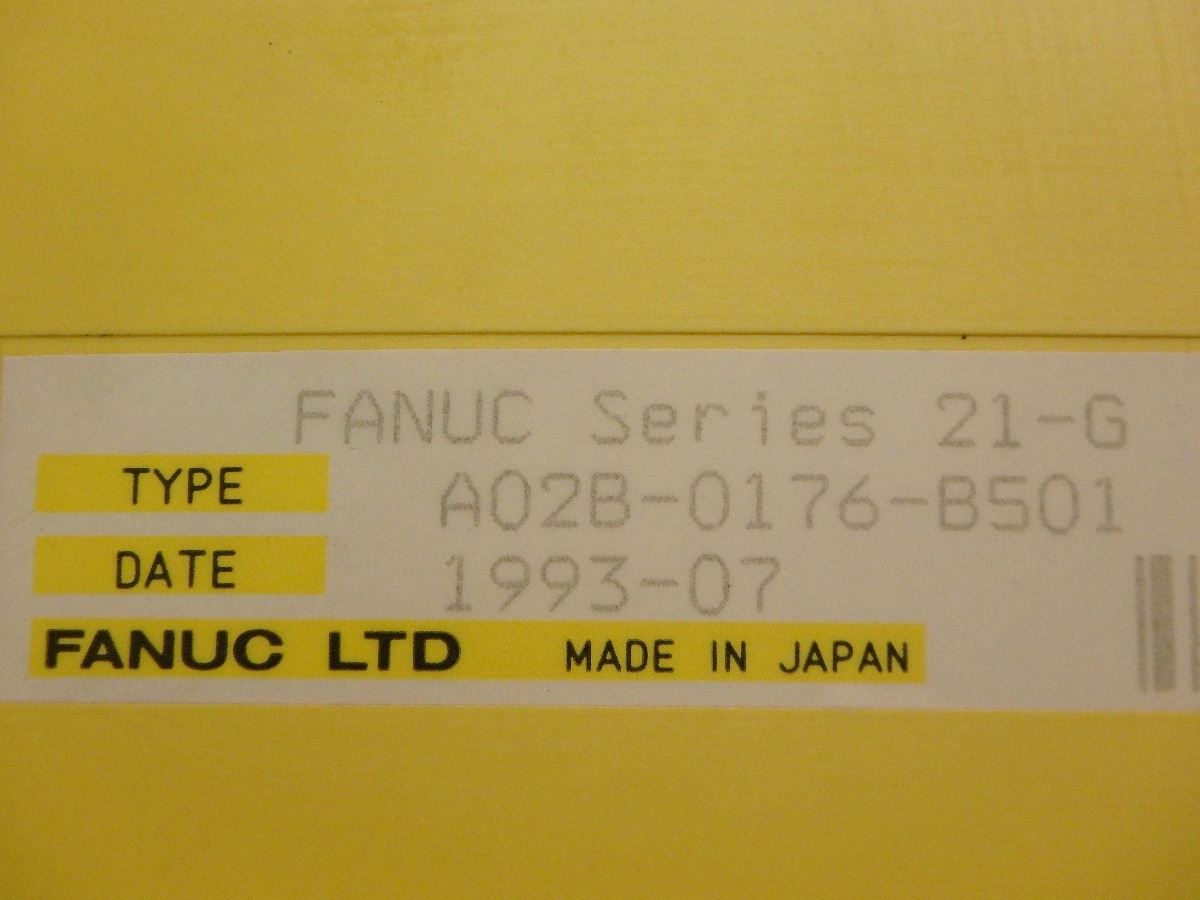 FANUC Series 21-G
TYPE A02B-0176-B501
DATE 1993-07
FANUC LTD MADE IN JAPAN